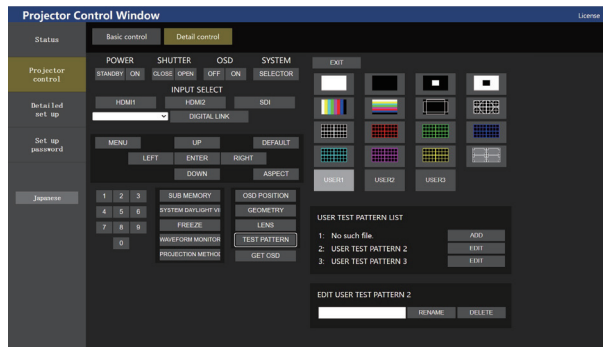 Projector Control Window
License
Status
Projector control
Detailed set up
Set up password
Japanese
Basic control
Detail control
POWER
SHUTTER
OSD
SYSTEM
STANDBY
ON
CLOSE
OPEN
OFF
ON
SELECTOR
INPUT SELECT
HDMI1
HDMI2
SDI
DIGITAL LINK
MENU
UP
DEFAULT
LEFT
ENTER
RIGHT
DOWN
ASPECT
1 2 3
4 5 6
7 8 9
0
SUB MEMORY
SYSTEM DAYLIGHT VI
FREEZE
WAVEFORM MONITOR
PROJECTION METHOD
OSD POSITION
GEOMETRY
LENS
TEST PATTERN
GET OSD
EXIT
USER1
USER2
USER3
USER TEST PATTERN LIST
1: No such file.
ADD
2: USER TEST PATTERN 2
EDIT
3: USER TEST PATTERN 3
EDIT
EDIT USER TEST PATTERN 2
RENAME
DELETE